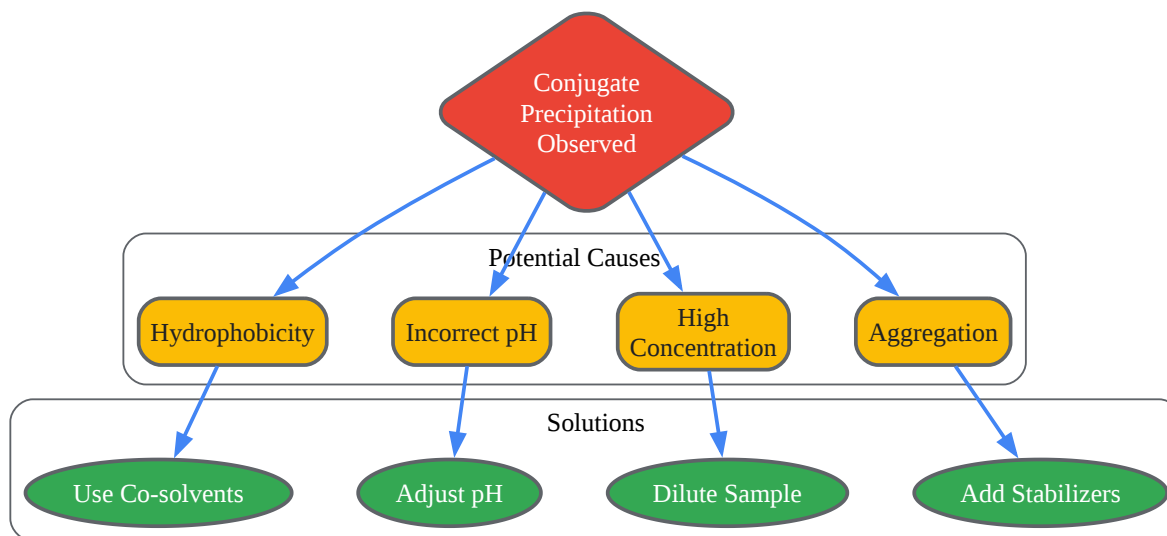 Conjugate
Precipitation
Observed
Potential Causes
Hydrophobicity
Incorrect pH
High
Concentration
Aggregation
Solutions
Use Co-solvents
Adjust pH
Dilute Sample
Add Stabilizers